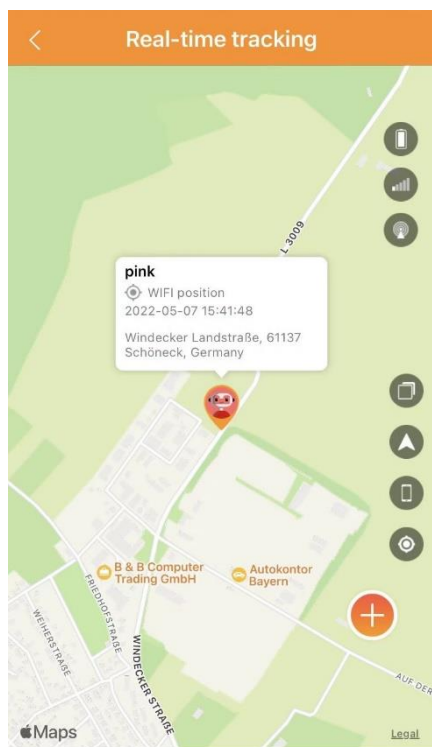 Real-time tracking
L 3009
pink
WIFI position
2022-05-07 15:41:48
Windecker Landstraße, 61137
Schöneck, Germany
B & B Computer
Trading GmbH
Autokontor
Bayern
FRIEDHOFSTRAẞE
WEIHERSTRAẞE
WINDECKER STRAẞE
AUF DER
Maps
Legal